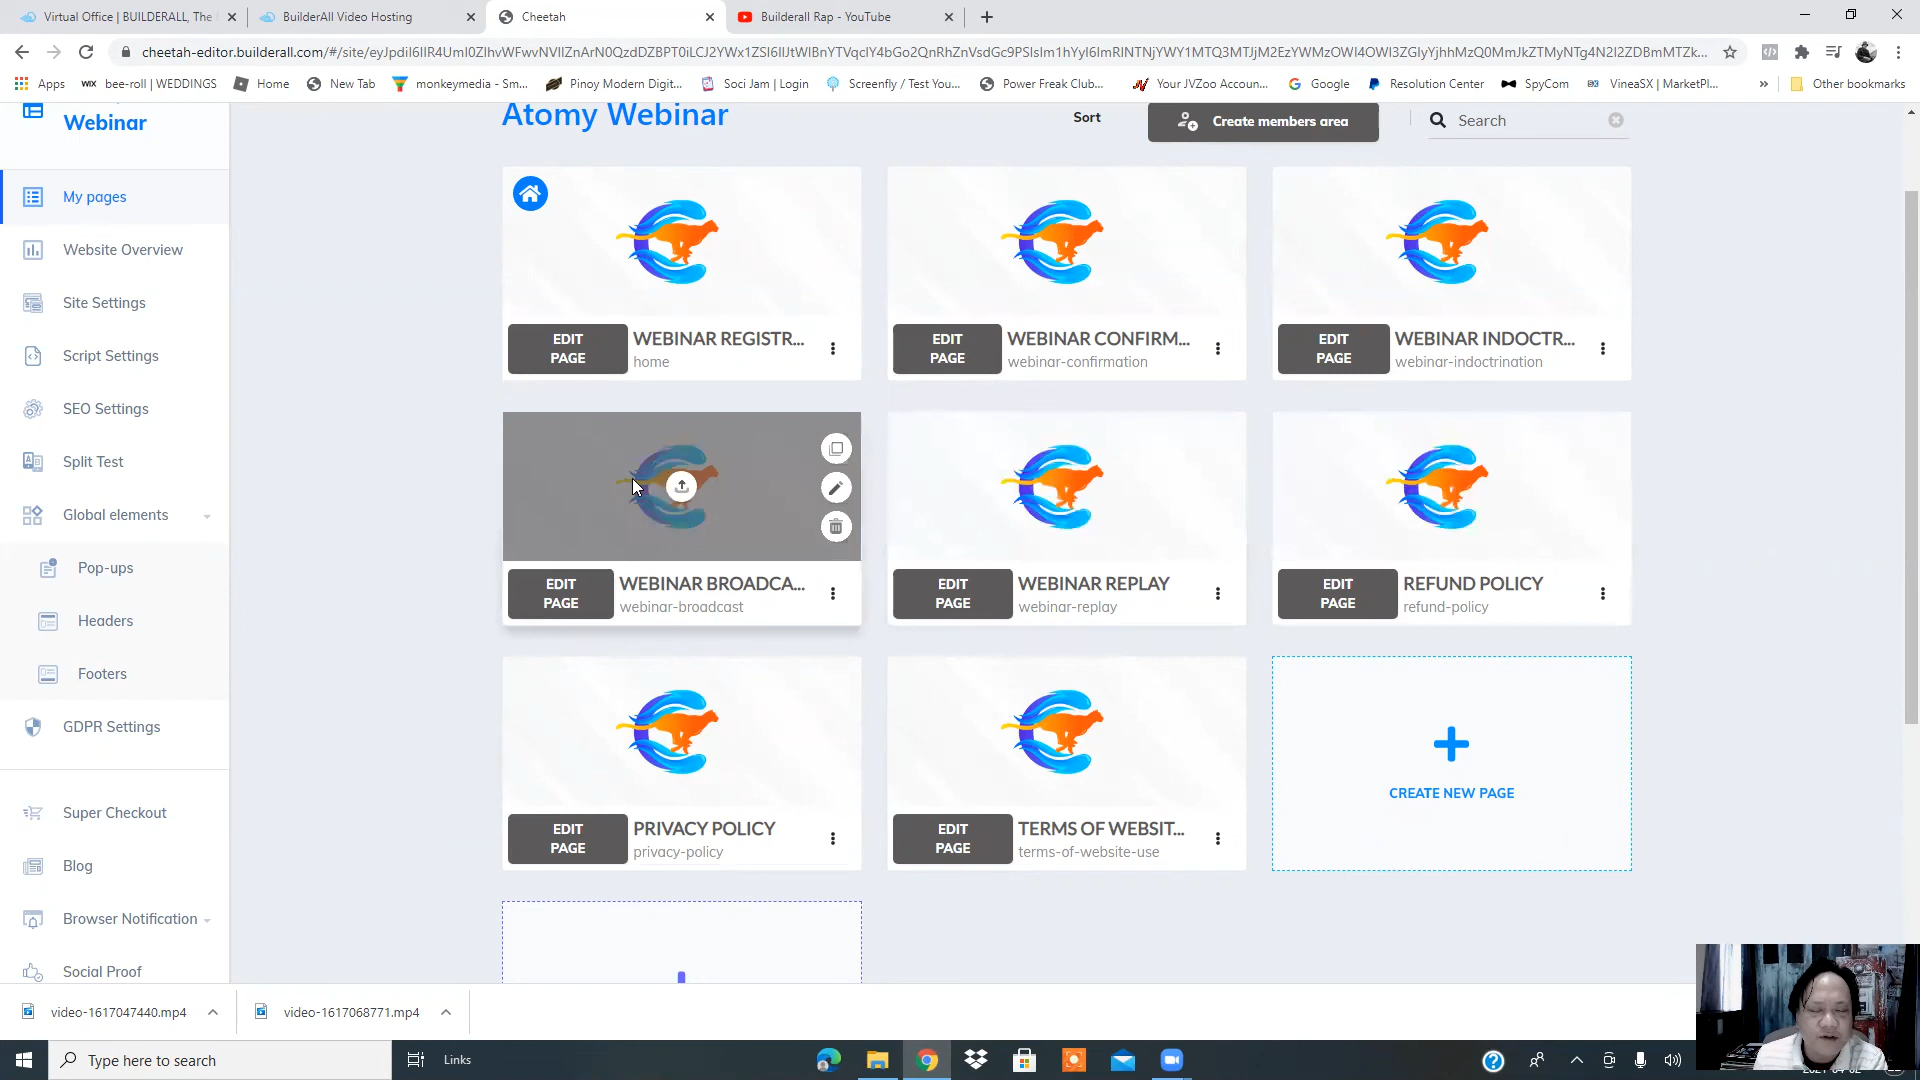 Virtual Office | BUILDERALL, The
BuilderAll Video Hosting
Cheetah
Builderall Rap - YouTube
Apps
WIX bee-roll | WEDDINGS
Home
New Tab
monkeymedia - Sm...
Pinoy Modern Digit...
Soci Jam | Login
Screenfly / Test You...
Power Freak Club...
Your JVZoo Accoun...
Google
Resolution Center
SpyCom
VineaSX | MarketPl...
»
Other bookmarks
Webinar
My pages
Website Overview
Site Settings
Script Settings
SEO Settings
Split Test
Global elements
Pop-ups
Headers
Footers
GDPR Settings
Super Checkout
Blog
Browser Notification
Social Proof
Atomy Webinar
Sort
Create members area
Search
EDIT
PAGE
WEBINAR REGISTR...
home
EDIT
PAGE
WEBINAR CONFIRM...
webinar-confirmation
EDIT
PAGE
WEBINAR INDOCTR...
webinar-indoctrination
EDIT
PAGE
WEBINAR BROADCA...
webinar-broadcast
EDIT
PAGE
WEBINAR REPLAY
webinar-replay
EDIT
PAGE
REFUND POLICY
refund-policy
EDIT
PAGE
PRIVACY POLICY
privacy-policy
EDIT
PAGE
TERMS OF WEBSIT...
terms-of-website-use
CREATE NEW PAGE
video-1617047440.mp4
video-1617068771.mp4
Type here to search
Links